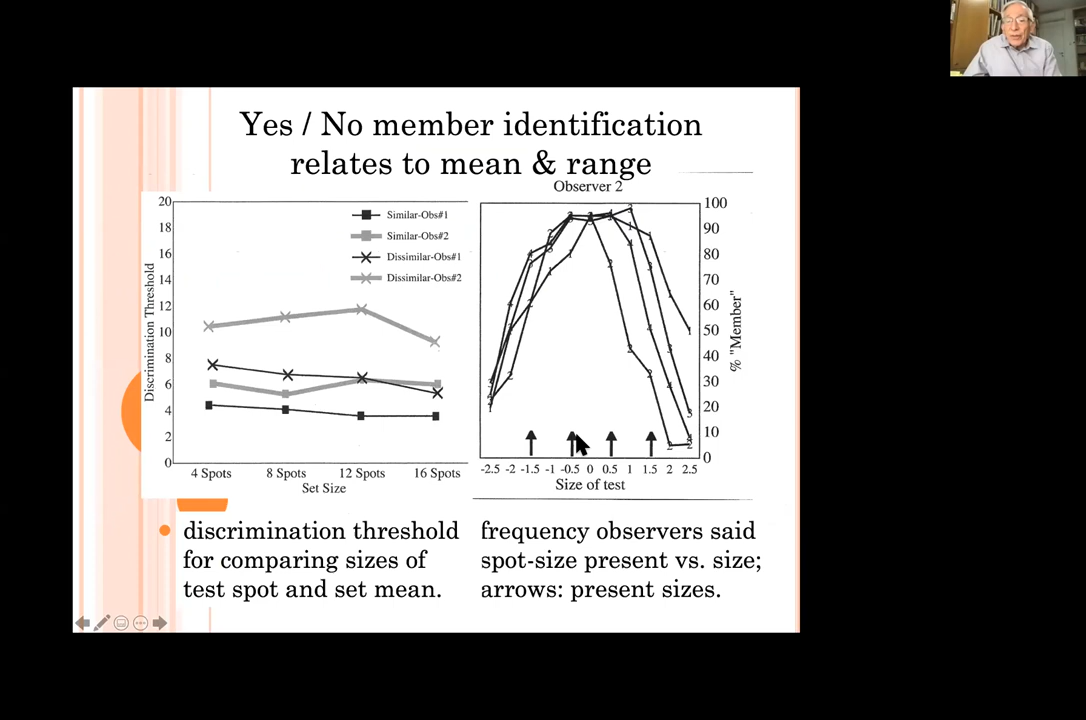 Yes / No member identification
relates to mean & range
20
18
16
14
12
10
8
6
4
2
0
Discrimination Threshold
Similar-Obs#1
Similar-Obs#2
Dissimilar-Obs#1
Dissimilar-Obs#2
4 Spots 8 Spots 12 Spots 16 Spots
Set Size
Observer 2
100
90
80
70
60
50
40
30
20
10
0
% "Member"
-2.5 -2 -1.5 -1 -0.5 0 0.5 1 1.5 2 2.5
Size of test
discrimination threshold
for comparing sizes of
test spot and set mean.
frequency observers said
spot-size present vs. size;
arrows: present sizes.